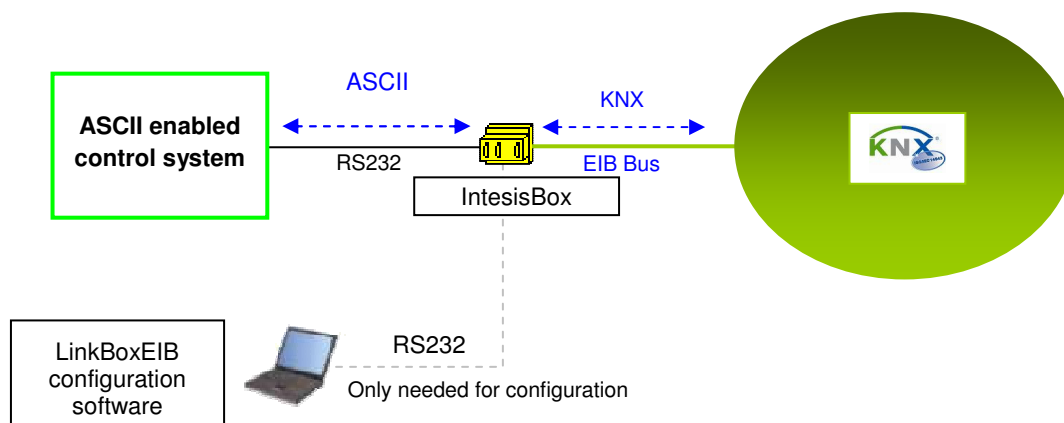 ASCII
KNX
ASCII enabled
control system
RS232
EIB Bus
KNX
IntesisBox
LinkBoxEIB
configuration
software
RS232
Only needed for configuration